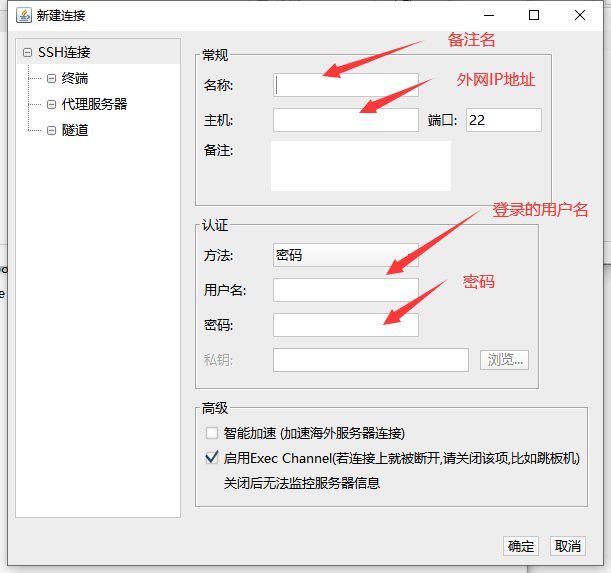 新建连接
SSH连接
终端
代理服务器
隧道
常规
备注名
名称:
外网IP地址
主机:
端口: 22
备注:
登录的用户名
认证
方法: 密码
用户名:
密码
密码:
私钥: 浏览...
高级
智能加速 (加速海外服务器连接)
启用Exec Channel(若连接上就被断开,请关闭该项,比如跳板机)
关闭后无法监控服务器信息
确定 取消